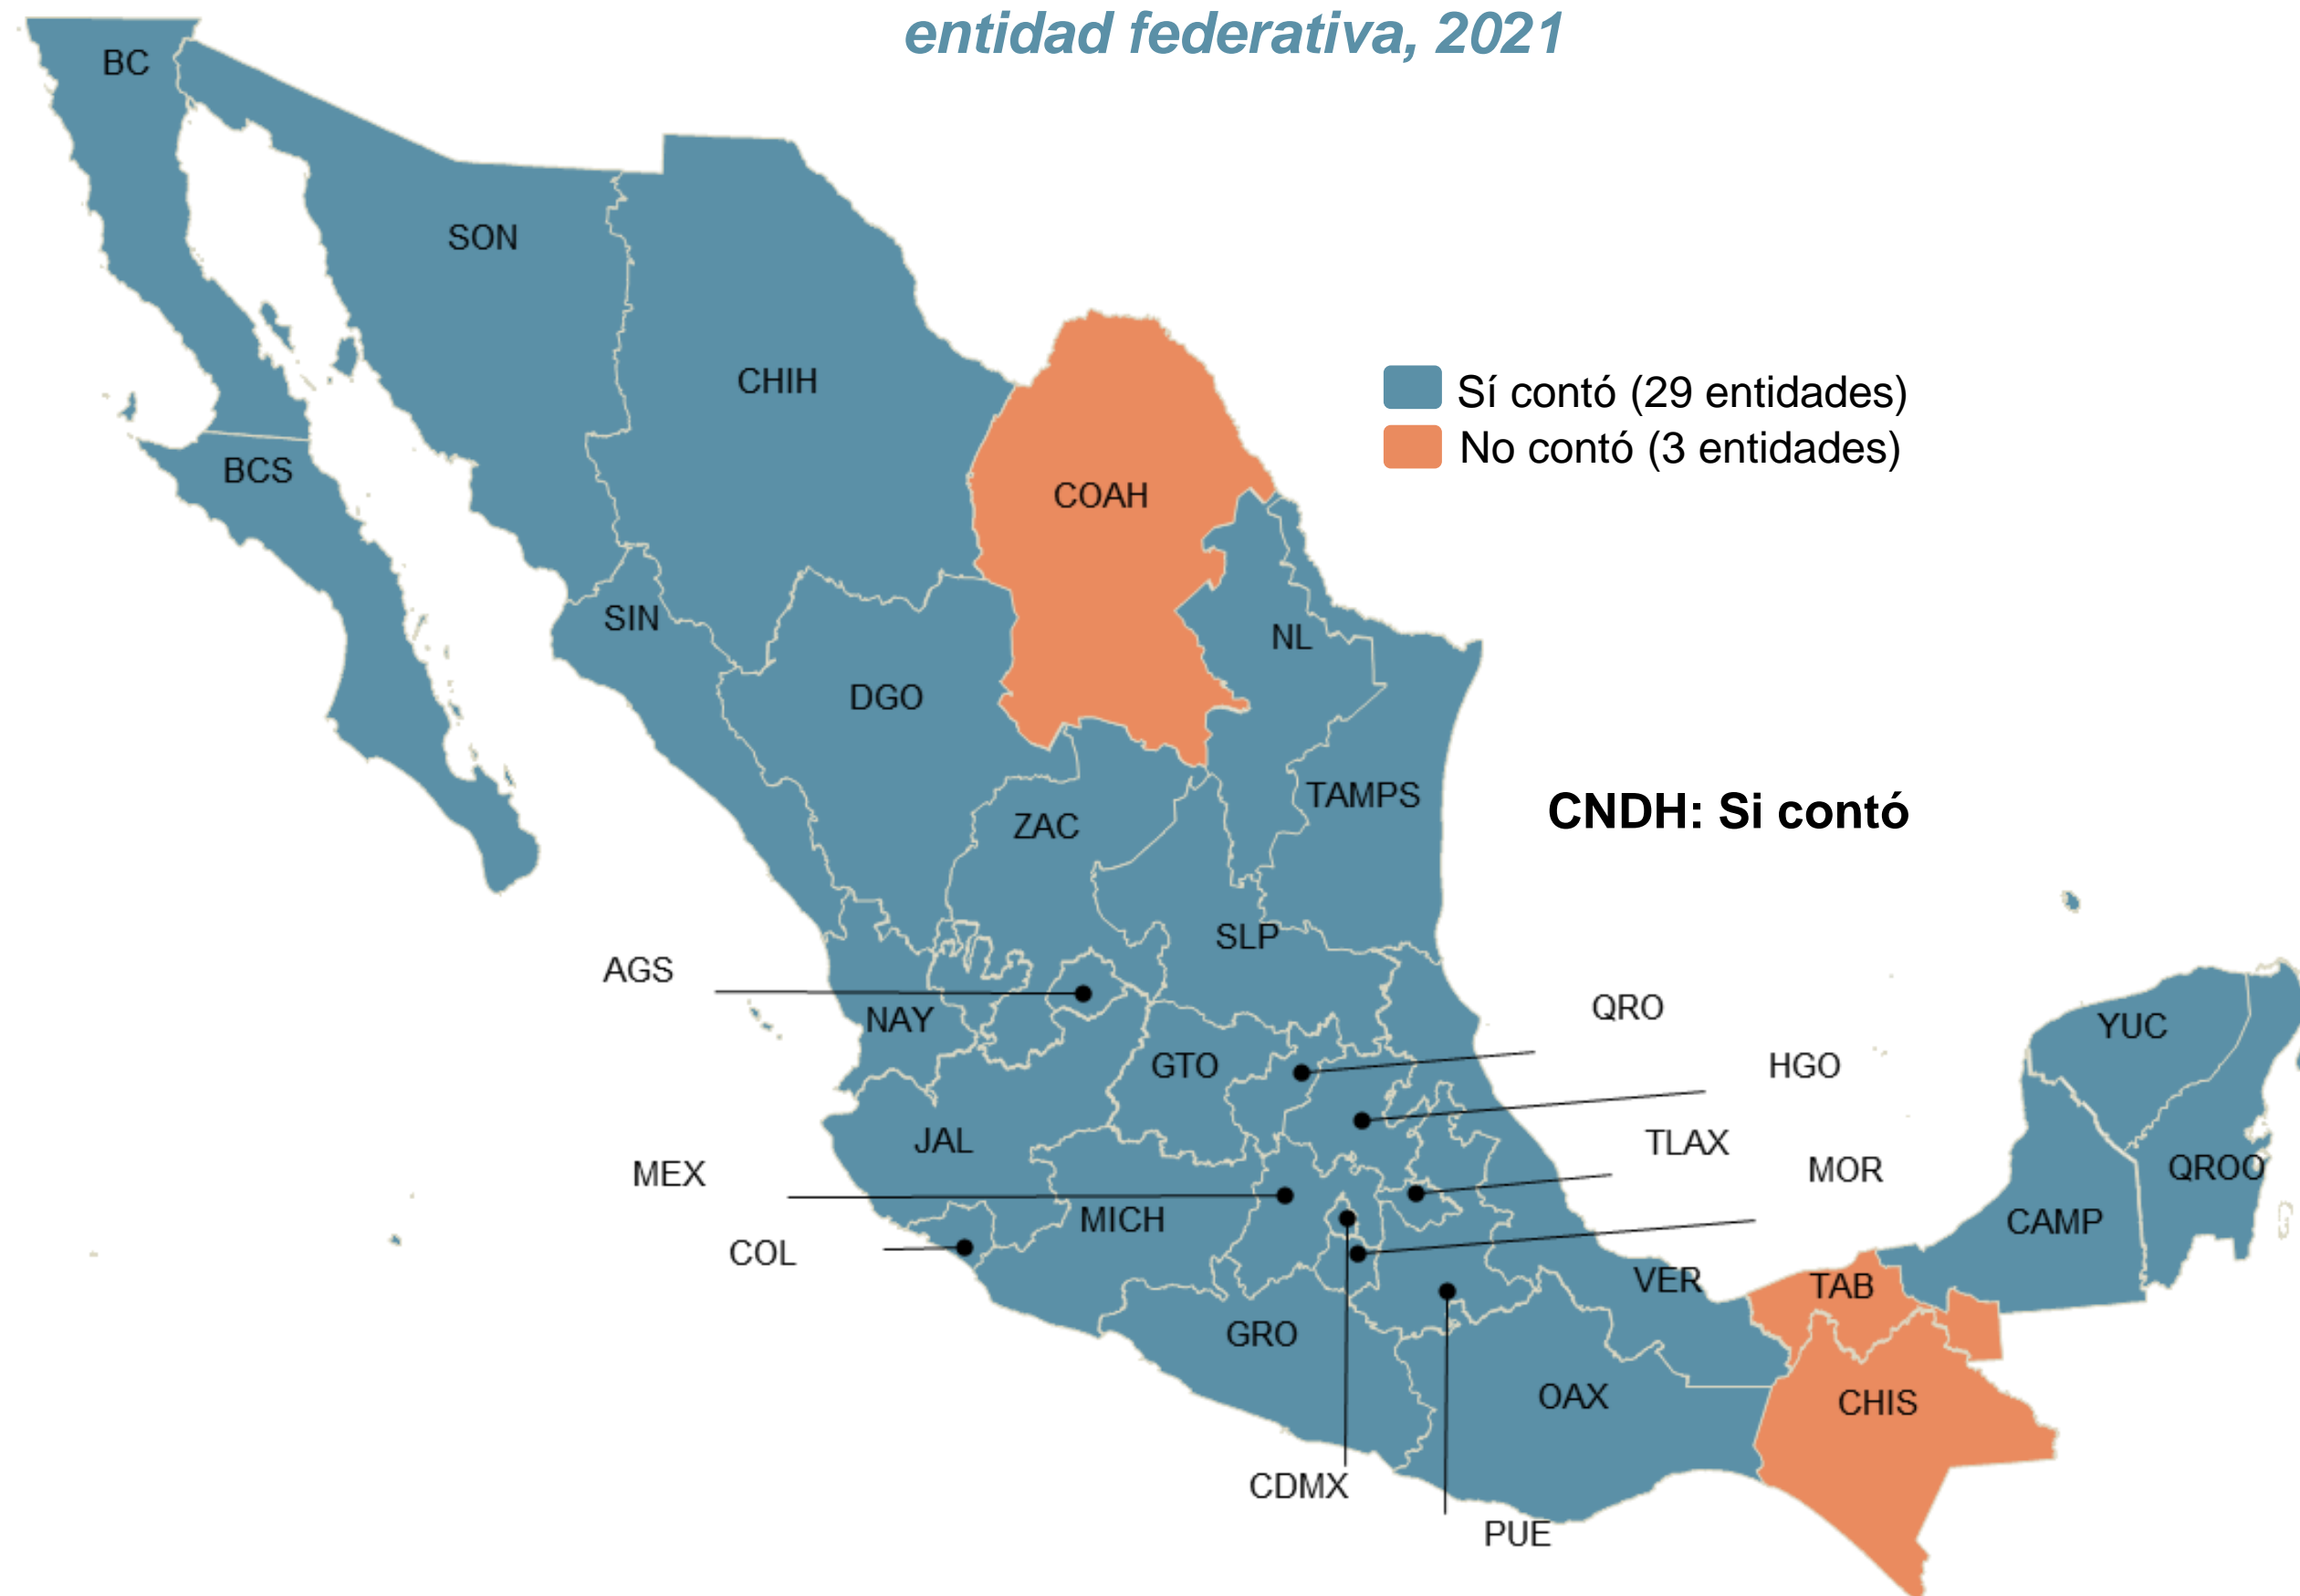 entidad federativa, 2021
BC
SON
CHIH
Sí contó (29 entidades)
No contó (3 entidades)
BCS
COAH
SIN
NL
DGO
TAMPS
CNDH: Si contó
ZAC
SLP
AGS
QRO
NAY
YUC
GTO
HGO
JAL
TLAX
MEX
MOR
QROO
MICH
CAMP
COL
VER
TAB
GRO
OAX
CHIS
CDMX
PUE